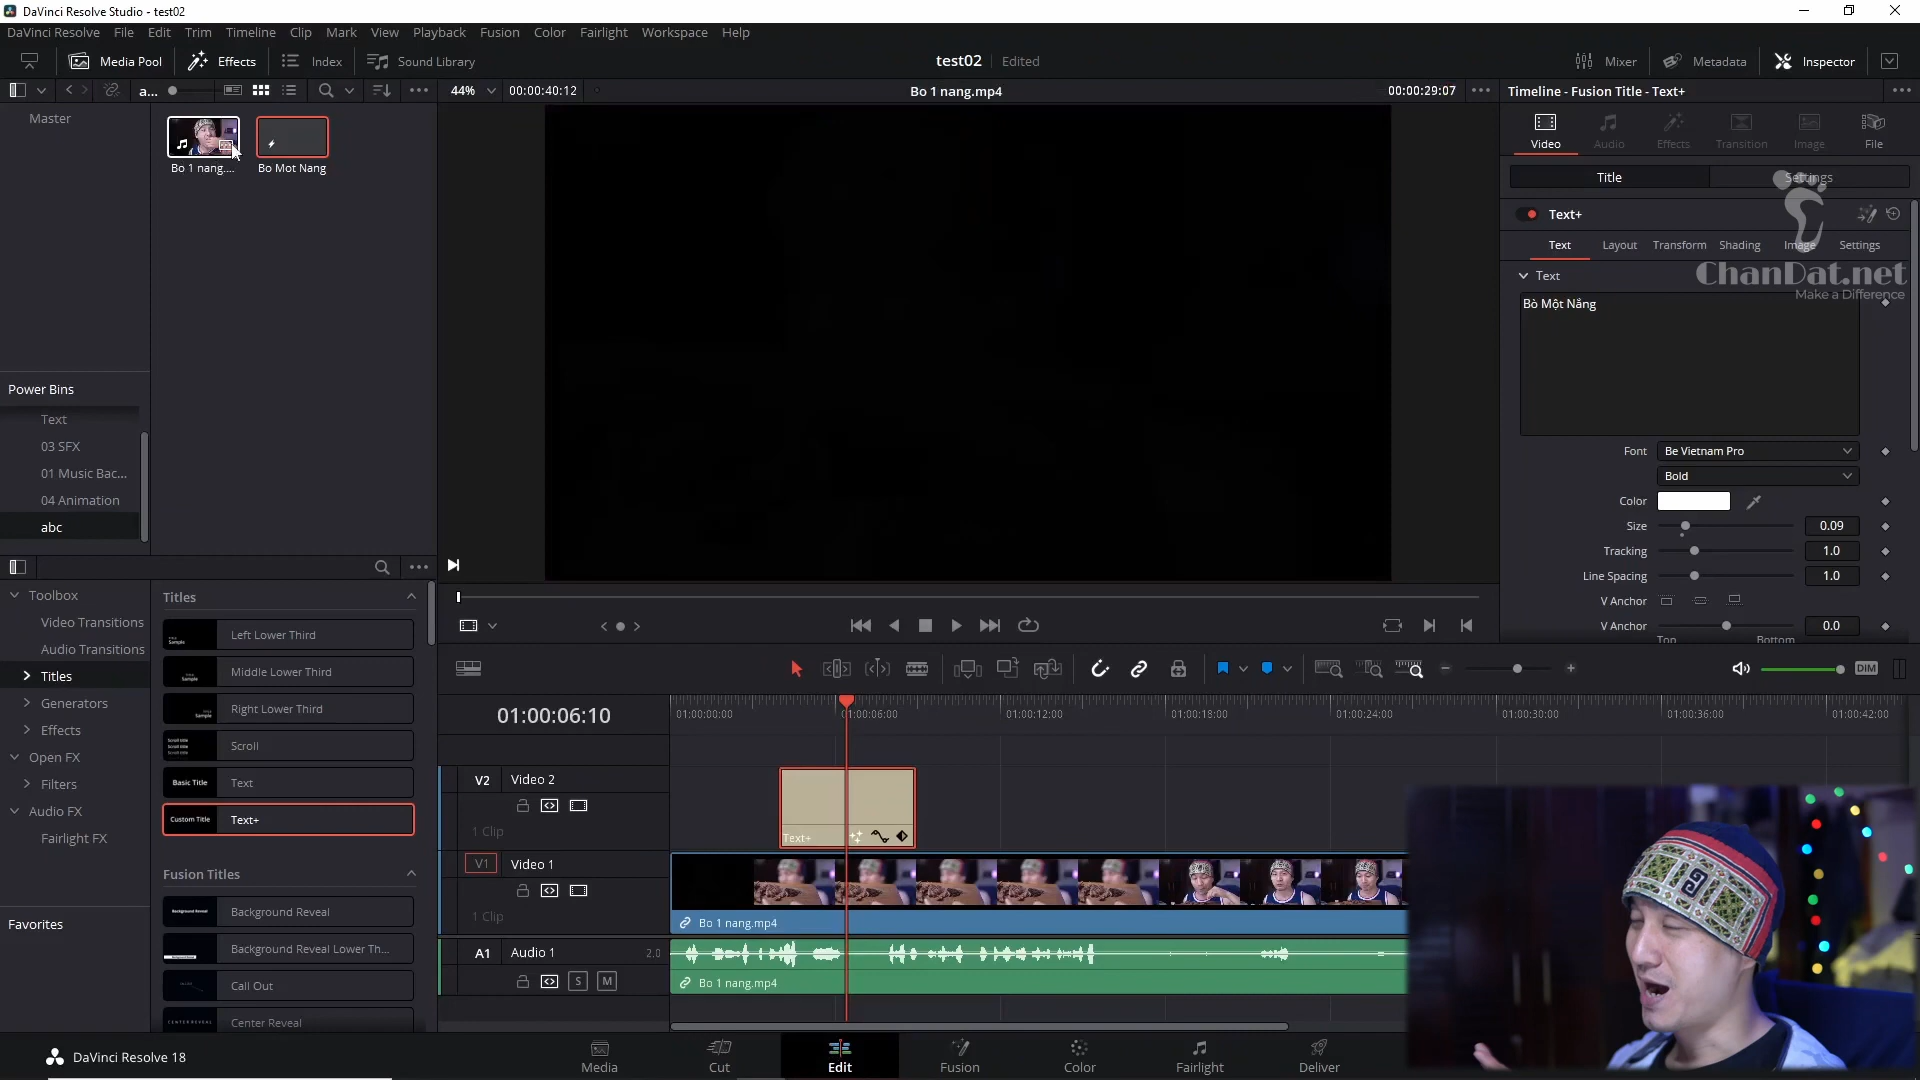 DaVinci Resolve Studio - test02
DaVinci Resolve File Edit Trim Timeline Clip Mark View Playback Fusion Color Fairlight Workspace Help
Media Pool Effects Index Sound Library test02 Edited Mixer Metadata Inspector
a... 44% 00:00:40:12 Bo 1 nang.mp4 00:00:29:07 Timeline - Fusion Title - Text+
Master
Bo 1 nang.... Bo Mot Nang
Video Audio Effects Transition Image File
Title Settings
Text+
Text Layout Transform Shading Image Settings
ChanDat.net
Make a Difference
Text
Bò Một Nắng
Power Bins
Text
03 SFX
01 Music Bac...
04 Animation
abc
Font Be Vietnam Pro
Bold
Color
Size 0.09
Tracking 1.0
Line Spacing 1.0
V Anchor
V Anchor 0.0
Top Bottom
Toolbox
Video Transitions
Audio Transitions
Titles
Generators
Effects
Open FX
Filters
Audio FX
Fairlight FX
Favorites
Titles
Left Lower Third
Middle Lower Third
Right Lower Third
Scroll
Basic Title Text
Custom Title Text+
Fusion Titles
Background Reveal Background Reveal
Background Reveal Lower Th...
Call Out
CENTER REVEAL Center Reveal
DIM
01:00:06:10
01:00:00:00 01:00:06:00 01:00:12:00 01:00:18:00 01:00:24:00 01:00:30:00 01:00:36:00 01:00:42:00
V2 Video 2
1 Clip
Text+
V1 Video 1
1 Clip
Bo 1 nang.mp4
A1 Audio 1 2.0
S M
Bo 1 nang.mp4
DaVinci Resolve 18
Media Cut Edit Fusion Color Fairlight Deliver